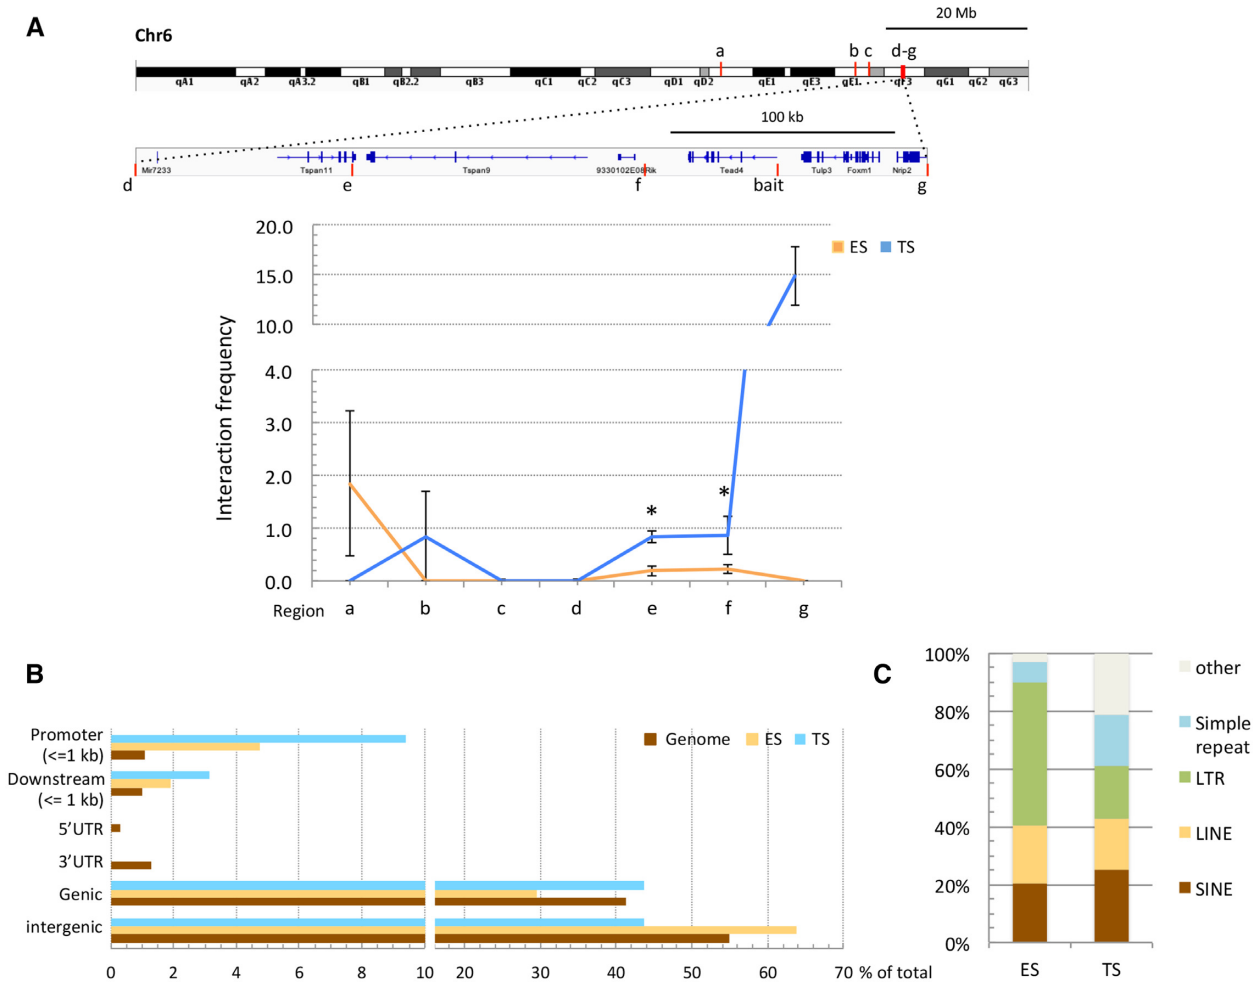 A
20 Mb
Chr6
a
b c
d-g
qA1
qA2
qA3.2
qB1
qB2.2
qB3
qC1
qC2
qC3
qD1
qD2
qE1
qE3
qF1
qF3
qG1
qG2
qG3
100 kb
Mir7233
Tspan11
Tspan9
9330102E08Rik
Tead4
Tulp3
Foxm1
Nrip2
d
e
f
bait
g
ES
TS
Interaction frequency
20.0
15.0
10.0
4.0
3.0
2.0
1.0
0.0
*
*
Region
a
b
c
d
e
f
g
B
Genome
ES
TS
Promoter
(<=1 kb)
Downstream
(<= 1 kb)
5'UTR
3'UTR
Genic
intergenic
0
2
4
6
8
10
20
30
40
50
60
70
% of total
C
100%
80%
60%
40%
20%
0%
ES
TS
other
Simple
repeat
LTR
LINE
SINE